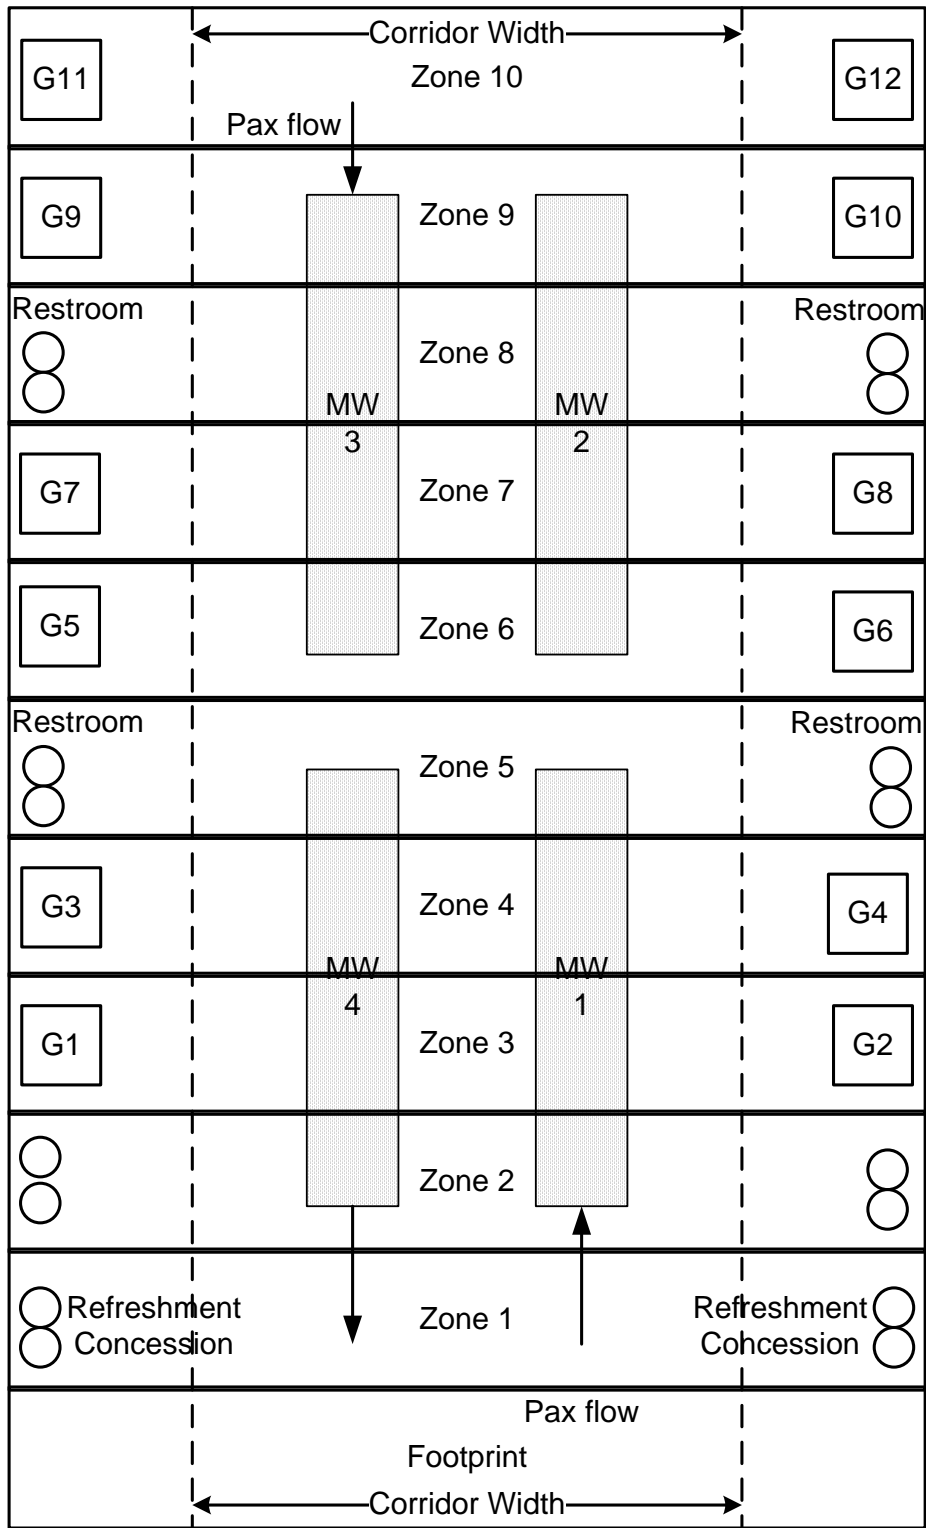 Corridor Width
G11
Zone 10
G12
Pax flow
G9
Zone 9
G10
Restroom
Restroom
Zone 8
MW
3
MW
2
G7
Zone 7
G8
G5
Zone 6
G6
Restroom
Restroom
Zone 5
G3
Zone 4
G4
MW
4
MW
1
G1
Zone 3
G2
Zone 2
Refreshment
Concession
Zone 1
Refreshment
Concession
Pax flow
Footprint
Corridor Width